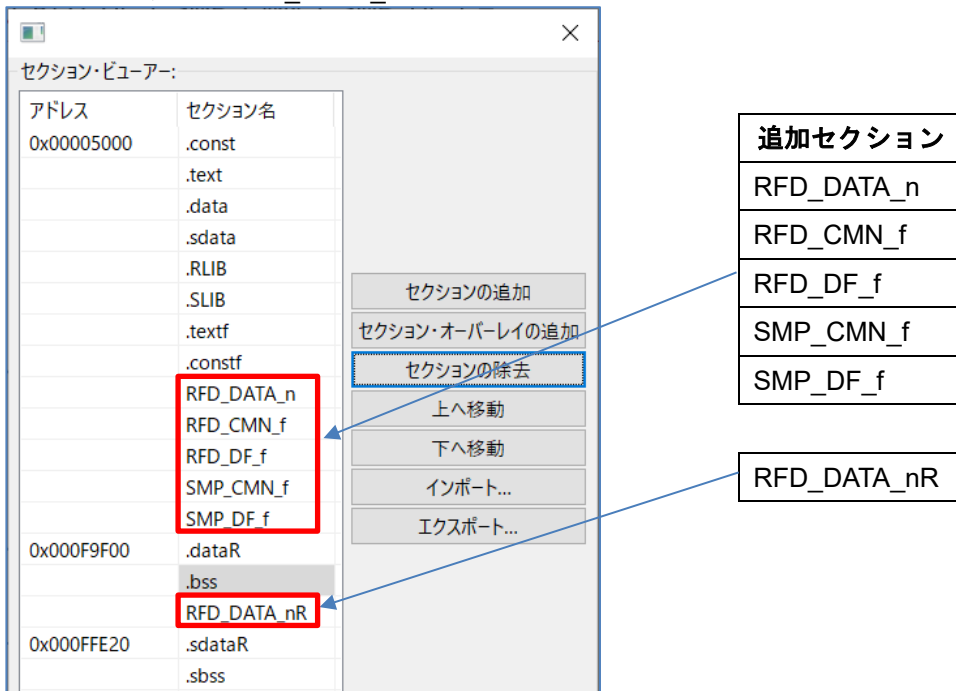 セクション・ビューアー:
アドレス セクション名
0x00005000 .const
.text
.data
.sdata
.RLIB
.SLIB
.textf
.constf
RFD_DATA_n
RFD_CMN_f
RFD_DF_f
SMP_CMN_f
SMP_DF_f
0x000F9F00 .dataR
.bss
RFD_DATA_nR
0x000FFE20 .sdataR
.sbss
セクションの追加
セクション・オーバーレイの追加
セクションの除去
上へ移動
下へ移動
インポート...
エクスポート...
追加セクション
RFD_DATA_n
RFD_CMN_f
RFD_DF_f
SMP_CMN_f
SMP_DF_f
RFD_DATA_nR